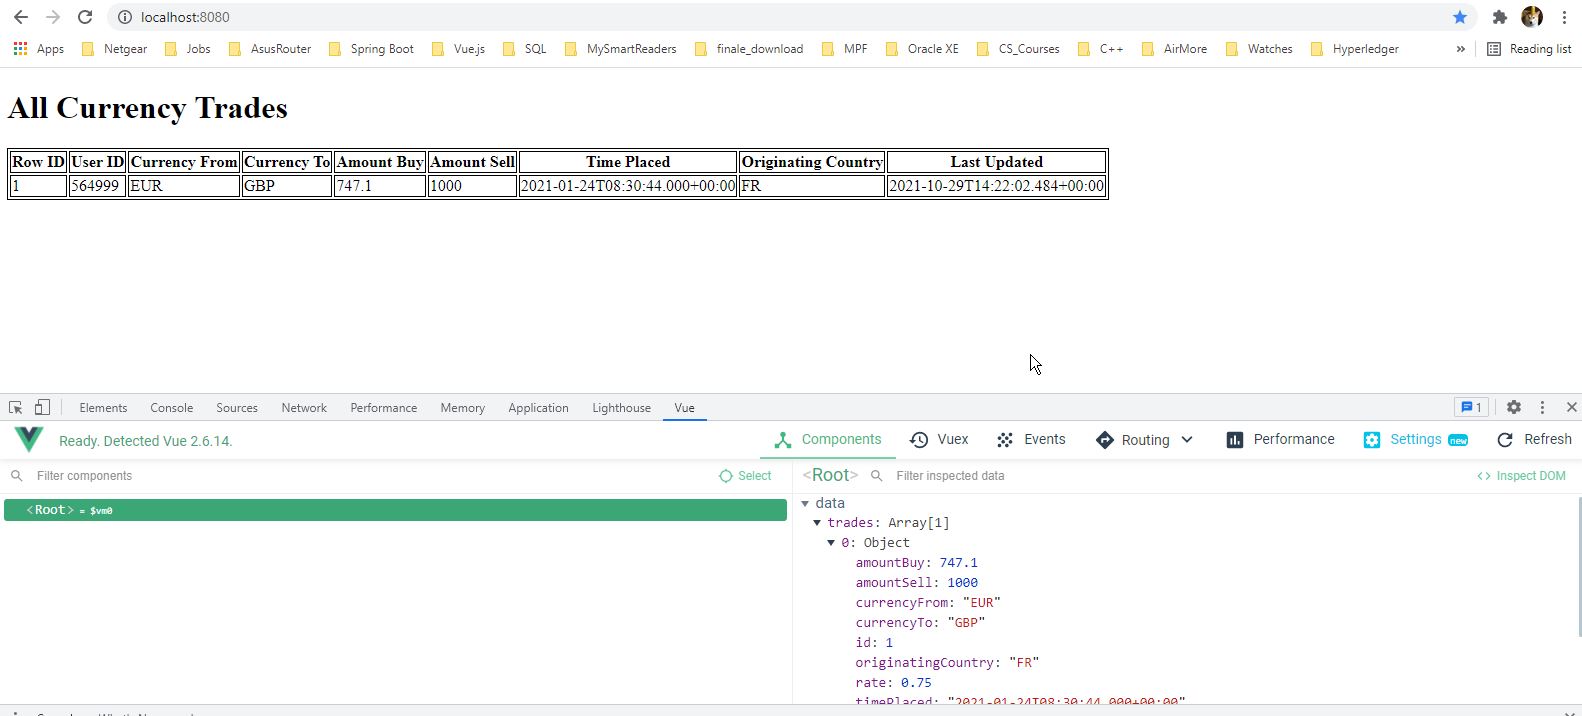 localhost:8080
Apps Netgear Jobs AsusRouter Spring Boot Vue.js SQL MySmartReaders finale_download MPF Oracle XE CS_Courses C++ AirMore Watches Hyperledger » Reading list
All Currency Trades
Row ID User ID Currency From Currency To Amount Buy Amount Sell Time Placed Originating Country Last Updated
1 564999 EUR GBP 747.1 1000 2021-01-24T08:30:44.000+00:00 FR 2021-10-29T14:22:02.484+00:00
Elements Console Sources Network Performance Memory Application Lighthouse Vue 1
Ready. Detected Vue 2.6.14. Components Vuex Events Routing Performance Settings new Refresh
Filter components Select <Root> Filter inspected data <> Inspect DOM
<Root> = $vm0
data
trades: Array[1]
0: Object
amountBuy: 747.1
amountSell: 1000
currencyFrom: "EUR"
currencyTo: "GBP"
id: 1
originatingCountry: "FR"
rate: 0.75
timePlaced: "2021-01-24T08:30:44.000+00:00"